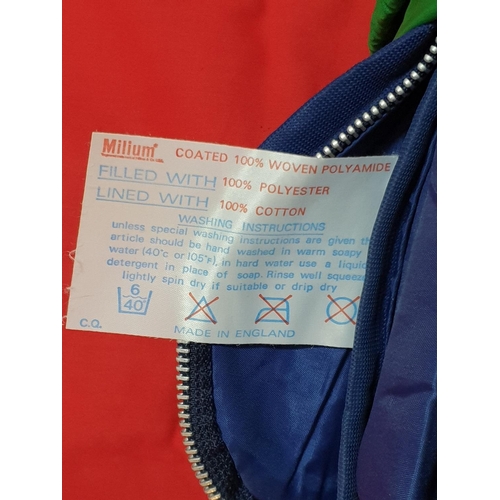 Milium® COATED 100% WOVEN POLYAMIDE
FILLED WITH 100% POLYESTER
LINED WITH 100% COTTON
WASHING INSTRUCTIONS
unless special washing instructions are given the
article should be hand washed in warm soapy
water (40°c or 105°F), in hard water use a liquid
detergent in place of soap. Rinse well squeeze
lightly spin dry if suitable or drip dry
6
40°
C.Q. MADE IN ENGLAND